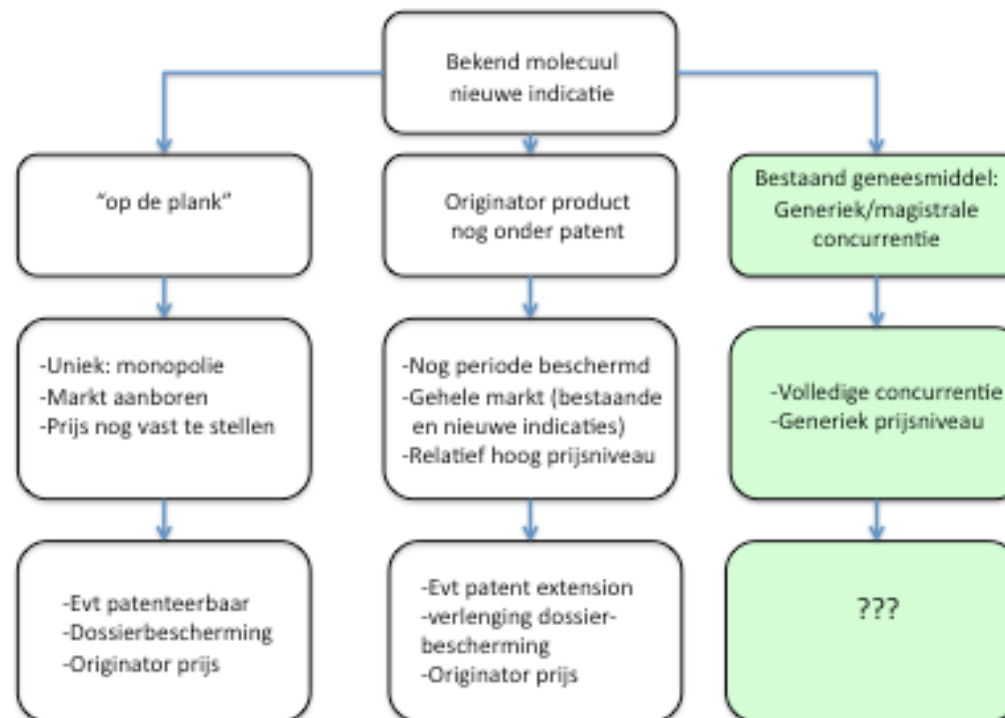 Bekend molecuul
nieuwe indicatie
"op de plank"
Originator product
nog onder patent
Bestaand geneesmiddel:
Generiek/magistrale
concurrentie
-Uniek: monopolie
-Markt aanboren
-Prijs nog vast te stellen
-Nog periode beschermd
-Gehele markt (bestaande
en nieuwe indicaties)
-Relatief hoog prijsniveau
-Volledige concurrentie
-Generiek prijsniveau
-Evt patenteerbaar
-Dossierbescherming
-Originator prijs
-Evt patent extension
-verlenging dossier-
bescherming
-Originator prijs
???